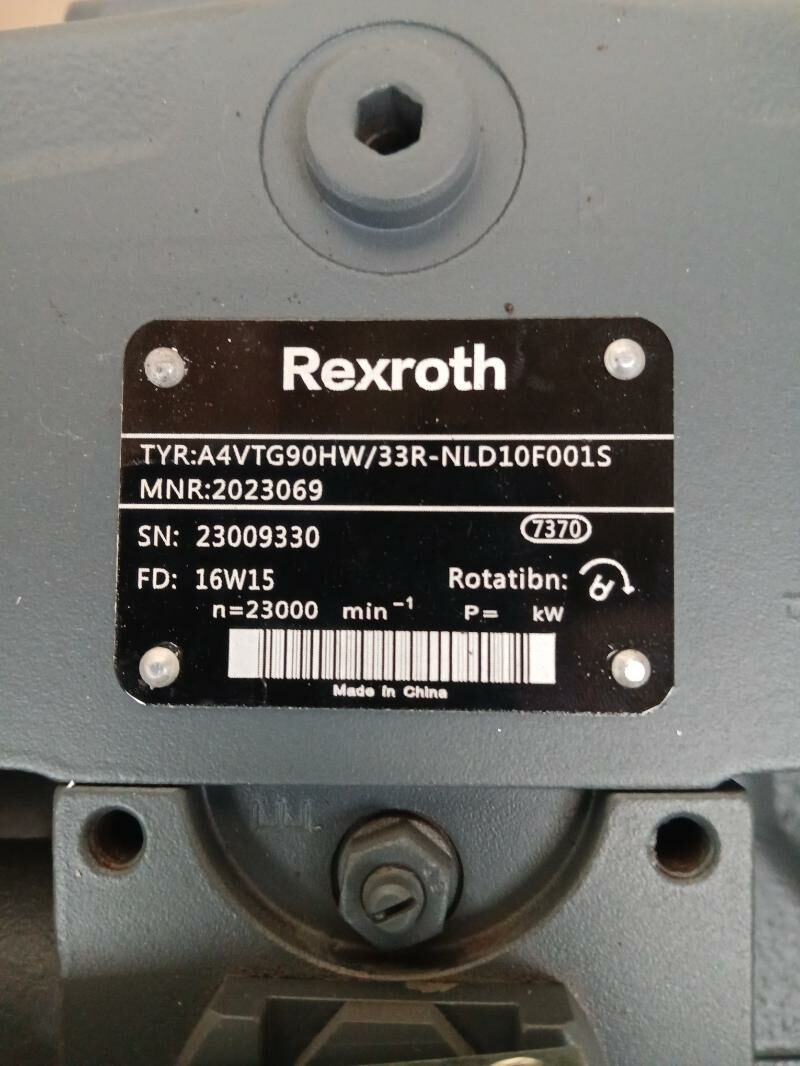 Rexroth
TYR:A4VTG90HW/33R-NLD10F001S
MNR:2023069
SN: 23009330
7370
FD: 16W15
Rotatibn:
n=23000 min⁻¹ P= kW
Made in China